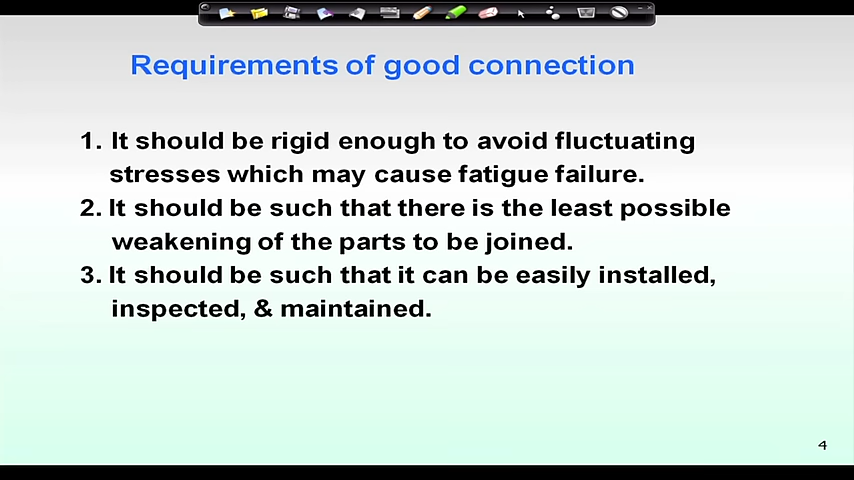 Requirements of good connection
1. It should be rigid enough to avoid fluctuating
stresses which may cause fatigue failure.
2. It should be such that there is the least possible
weakening of the parts to be joined.
3. It should be such that it can be easily installed,
inspected, & maintained.
4